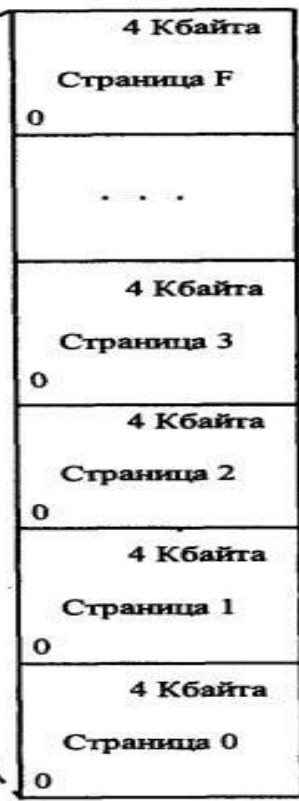 4 Кбайта
Страница F
0
. . .
4 Кбайта
Страница 3
0
4 Кбайта
Страница 2
0
4 Кбайта
Страница 1
0
4 Кбайта
Страница 0
0